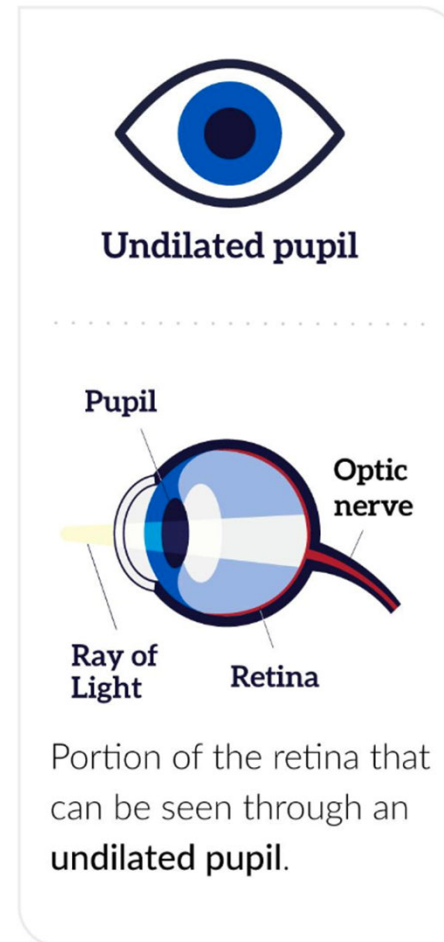 Undilated pupil
Pupil
Optic
nerve
Ray of
Light
Retina
Portion of the retina that
can be seen through an
undilated pupil.